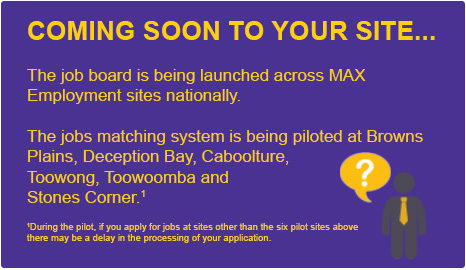 COMING SOON TO YOUR SITE...
The job board is being launched across MAX
Employment sites nationally.
The jobs matching system is being piloted at Browns
Plains, Deception Bay, Caboolture,
Toowong, Toowoomba and
Stones Corner.¹
?
¹During the pilot, if you apply for jobs at sites other than the six pilot sites above
there may be a delay in the processing of your application.